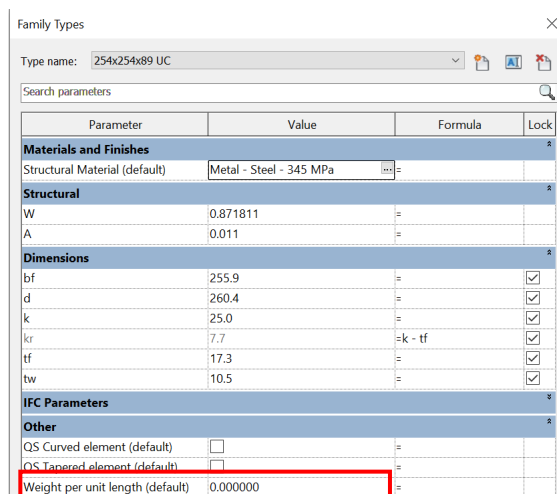 Family Types
Type name: 254x254x89 UC
Search parameters
Parameter Value Formula Lock
Materials and Finishes
Structural Material (default) Metal - Steel - 345 MPa ... =
Structural
W 0.871811 =
A 0.011 =
Dimensions
bf 255.9 =
d 260.4 =
k 25.0 =
kr 7.7 =k - tf
tf 17.3 =
tw 10.5 =
IFC Parameters
Other
QS Curved element (default) =
QS Tapered element (default) =
Weight per unit length (default) 0.000000 =